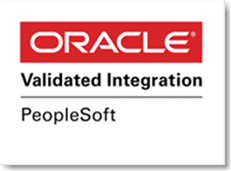 ORACLE®
Validated Integration
PeopleSoft